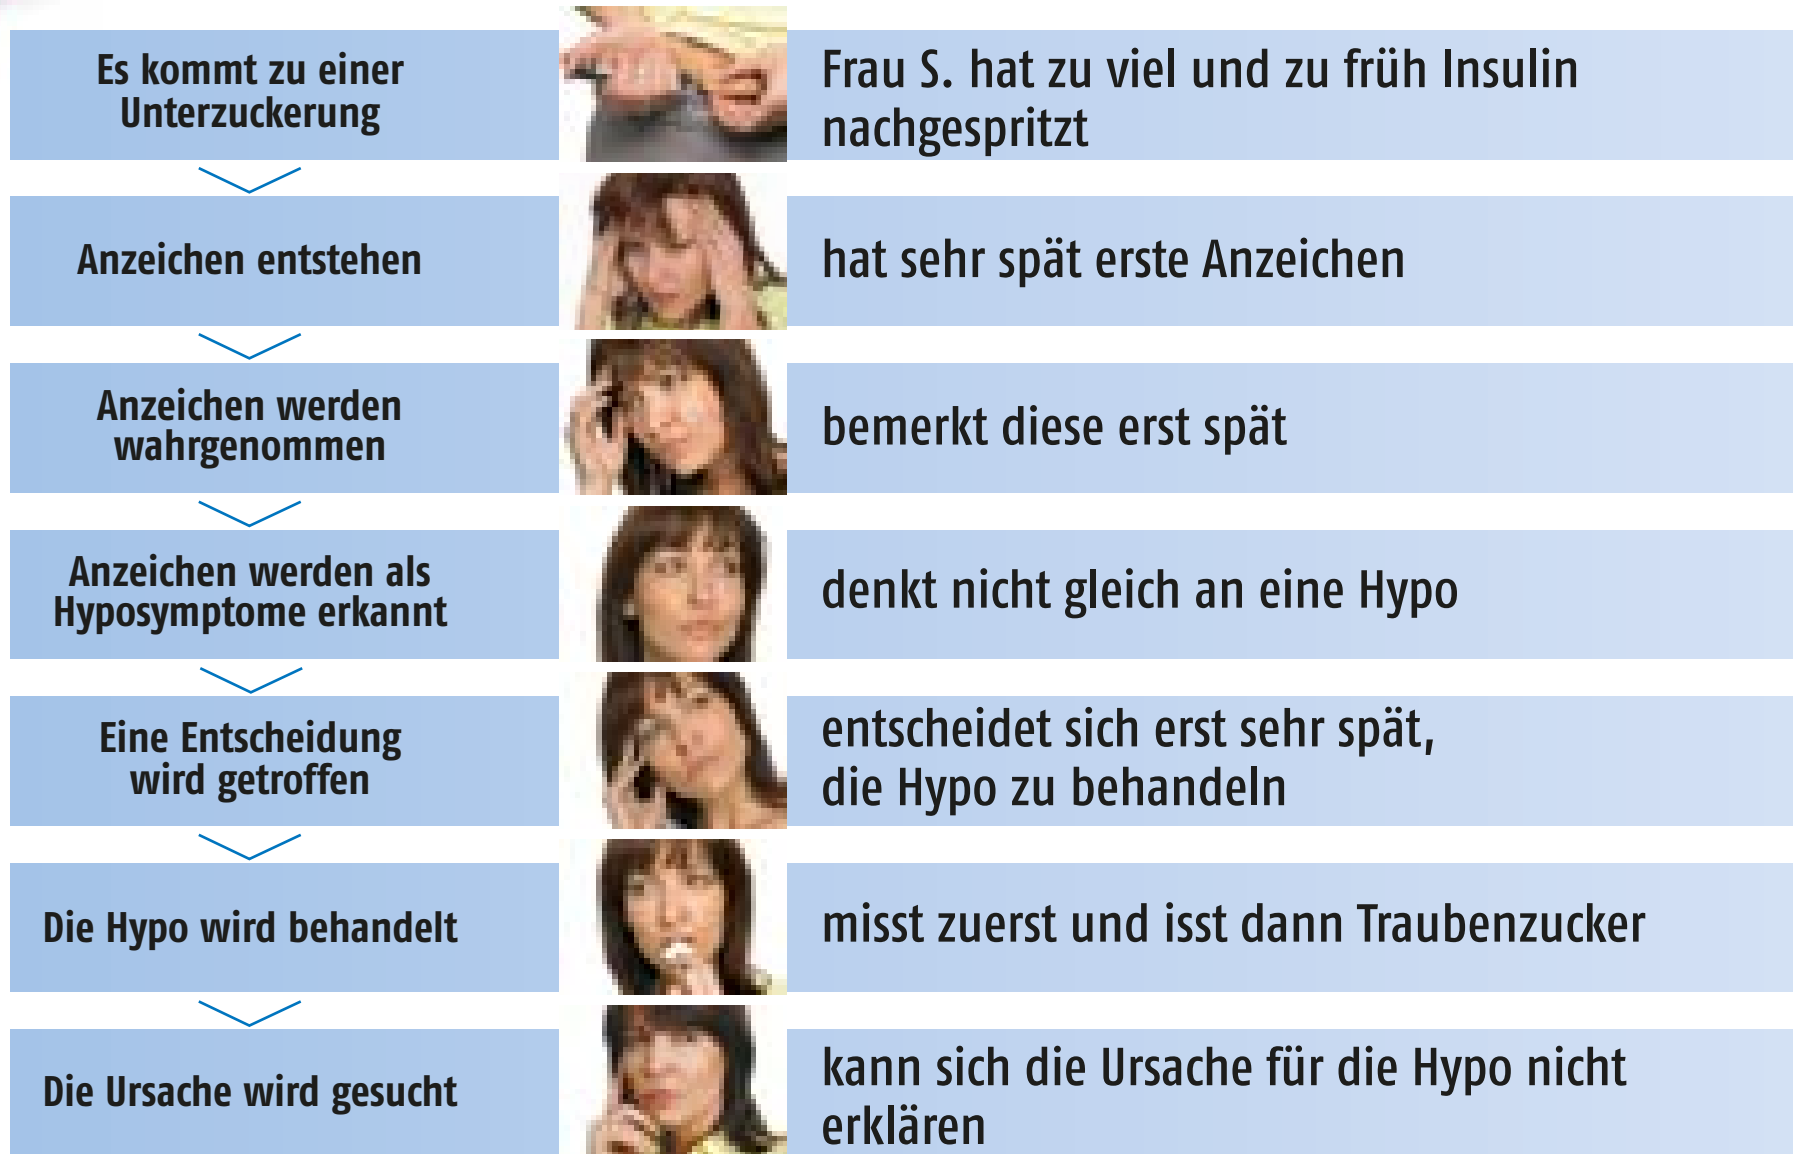 Es kommt zu einer
Unterzuckerung
Frau S. hat zu viel und zu früh Insulin
nachgespritzt
Anzeichen entstehen
hat sehr spät erste Anzeichen
Anzeichen werden
wahrgenommen
bemerkt diese erst spät
Anzeichen werden als
Hyposymptome erkannt
denkt nicht gleich an eine Hypo
Eine Entscheidung
wird getroffen
entscheidet sich erst sehr spät,
die Hypo zu behandeln
Die Hypo wird behandelt
misst zuerst und isst dann Traubenzucker
Die Ursache wird gesucht
kann sich die Ursache für die Hypo nicht
erklären